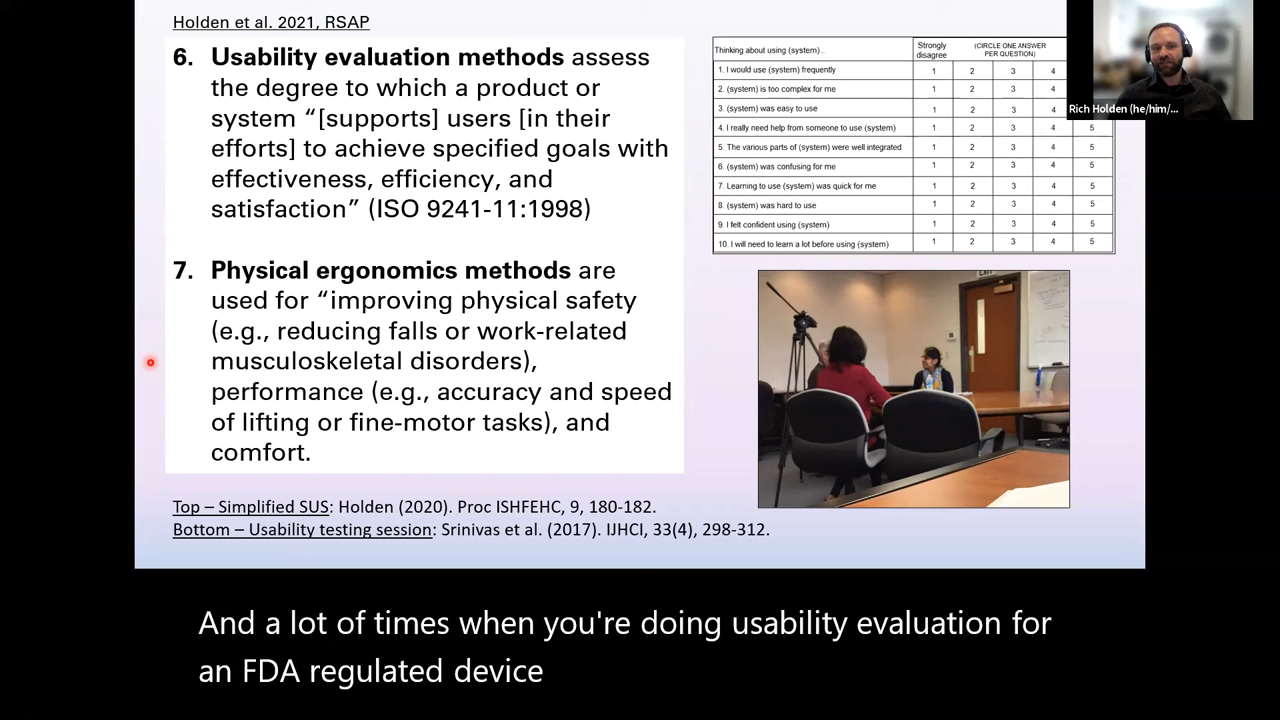 Holden et al. 2021, RSAP
6. Usability evaluation methods assess
the degree to which a product or
system “[supports] users [in their
efforts] to achieve specified goals with
effectiveness, efficiency, and
satisfaction” (ISO 9241-11:1998)
7. Physical ergonomics methods are
used for “improving physical safety
(e.g., reducing falls or work-related
musculoskeletal disorders),
performance (e.g., accuracy and speed
of lifting or fine-motor tasks), and
comfort.
Top – Simplified SUS: Holden (2020). Proc ISHFEHC, 9, 180-182.
Bottom – Usability testing session: Srinivas et al. (2017). IJHCI, 33(4), 298-312.
Thinking about using (system)...
Strongly
disagree
(CIRCLE ONE ANSWER
PER QUESTION)
1. I would use (system) frequently 1 2 3 4
2. (system) is too complex for me 1 2 3 4
3. (system) was easy to use 1 2 3 4
4. I really need help from someone to use (system) 1 2 3 4 5
5. The various parts of (system) were well integrated 1 2 3 4 5
6. (system) was confusing for me 1 2 3 4 5
7. Learning to use (system) was quick for me 1 2 3 4 5
8. (system) was hard to use 1 2 3 4 5
9. I felt confident using (system) 1 2 3 4 5
10. I will need to learn a lot before using (system) 1 2 3 4 5
Rich Holden (he/him/...
And a lot of times when you're doing usability evaluation for
an FDA regulated device